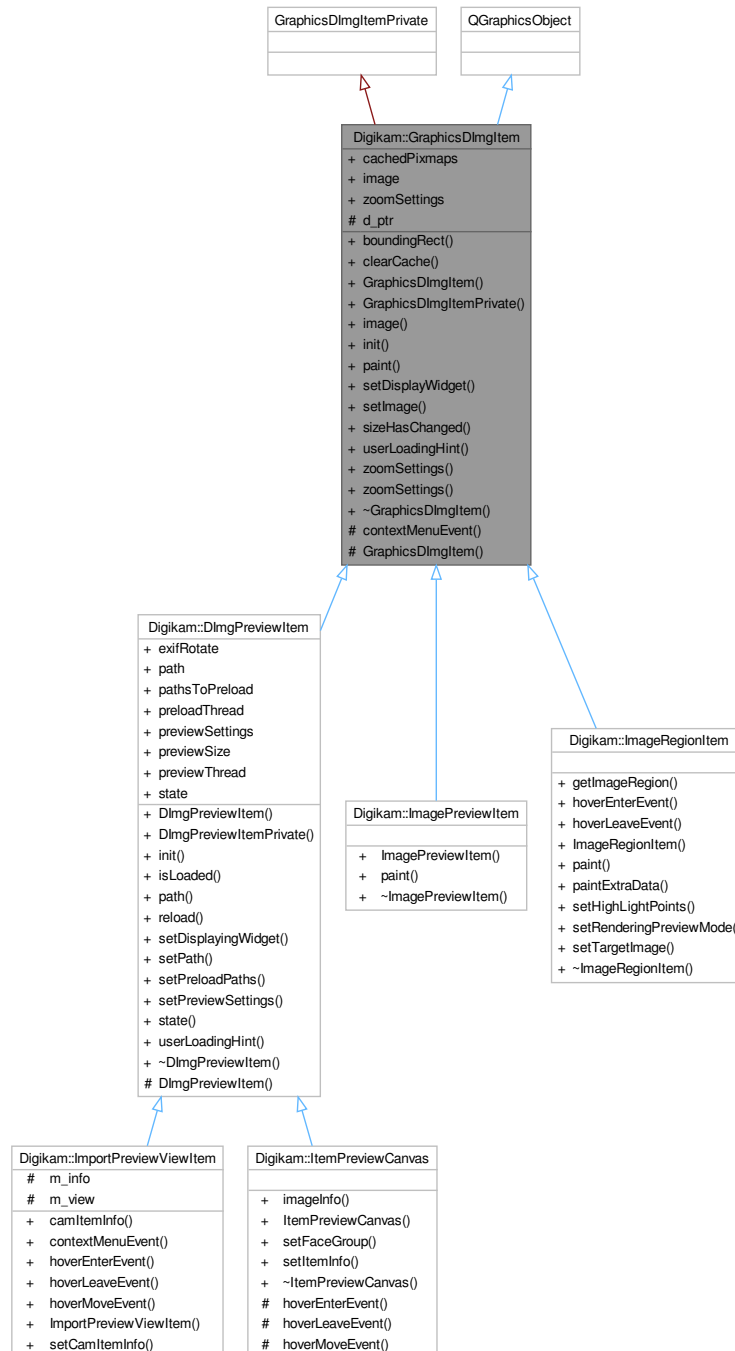 GraphicsDImgItemPrivate
QGraphicsObject
Digikam::GraphicsDImgItem
+ cachedPixmaps
+ image
+ zoomSettings
# d_ptr
+ boundingRect()
+ clearCache()
+ GraphicsDImgItem()
+ GraphicsDImgItemPrivate()
+ image()
+ init()
+ paint()
+ setDisplayWidget()
+ setImage()
+ sizeHasChanged()
+ userLoadingHint()
+ zoomSettings()
+ zoomSettings()
+ ~GraphicsDImgItem()
# contextMenuEvent()
# GraphicsDImgItem()
Digikam::DImgPreviewItem
+ exifRotate
+ path
+ pathsToPreload
+ preloadThread
+ previewSettings
+ previewSize
+ previewThread
+ state
+ DImgPreviewItem()
+ DImgPreviewItemPrivate()
+ init()
+ isLoaded()
+ path()
+ reload()
+ setDisplayingWidget()
+ setPath()
+ setPreloadPaths()
+ setPreviewSettings()
+ state()
+ userLoadingHint()
+ ~DImgPreviewItem()
# DImgPreviewItem()
Digikam::ImagePreviewItem
+ ImagePreviewItem()
+ paint()
+ ~ImagePreviewItem()
Digikam::ImageRegionItem
+ getImageRegion()
+ hoverEnterEvent()
+ hoverLeaveEvent()
+ ImageRegionItem()
+ paint()
+ paintExtraData()
+ setHighLightPoints()
+ setRenderingPreviewMode(
+ setTargetImage()
+ ~ImageRegionItem()
Digikam::ImportPreviewViewItem
# m_info
# m_view
+ camItemInfo()
+ contextMenuEvent()
+ hoverEnterEvent()
+ hoverLeaveEvent()
+ hoverMoveEvent()
+ ImportPreviewViewItem()
+ setCamItemInfo()
Digikam::ItemPreviewCanvas
+ imageInfo()
+ ItemPreviewCanvas()
+ setFaceGroup()
+ setItemInfo()
+ ~ItemPreviewCanvas()
# hoverEnterEvent()
# hoverLeaveEvent()
# hoverMoveEvent()